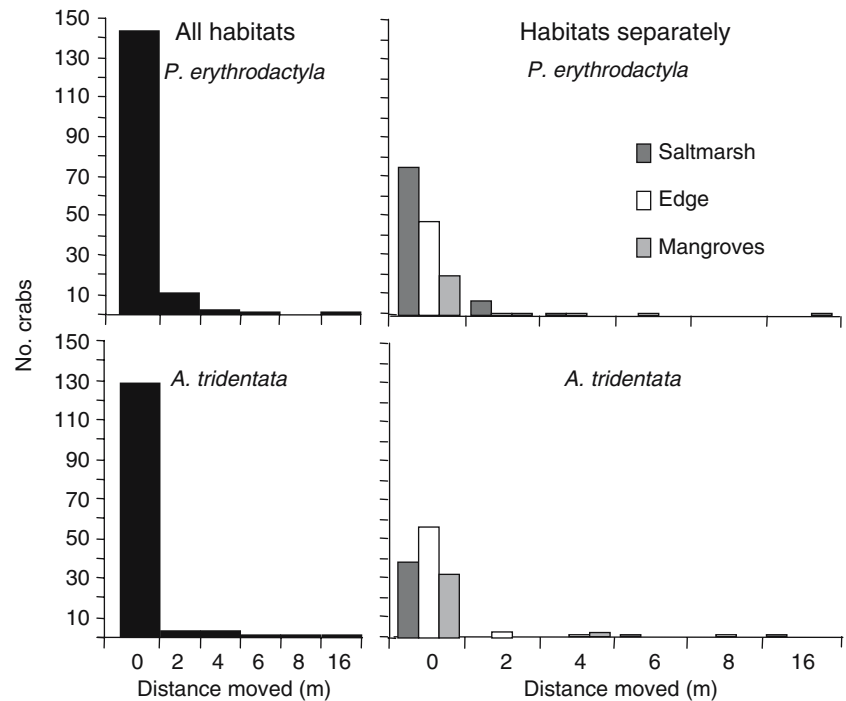 All habitats
P. erythrodactyla
150
130
110
90
70
50
30
10
Habitats separately
P. erythrodactyla
Saltmarsh
Edge
Mangroves
No. crabs
A. tridentata
150
130
110
90
70
50
30
10
0 2 4 6 8 16
Distance moved (m)
A. tridentata
0 2 4 6 8 16
Distance moved (m)